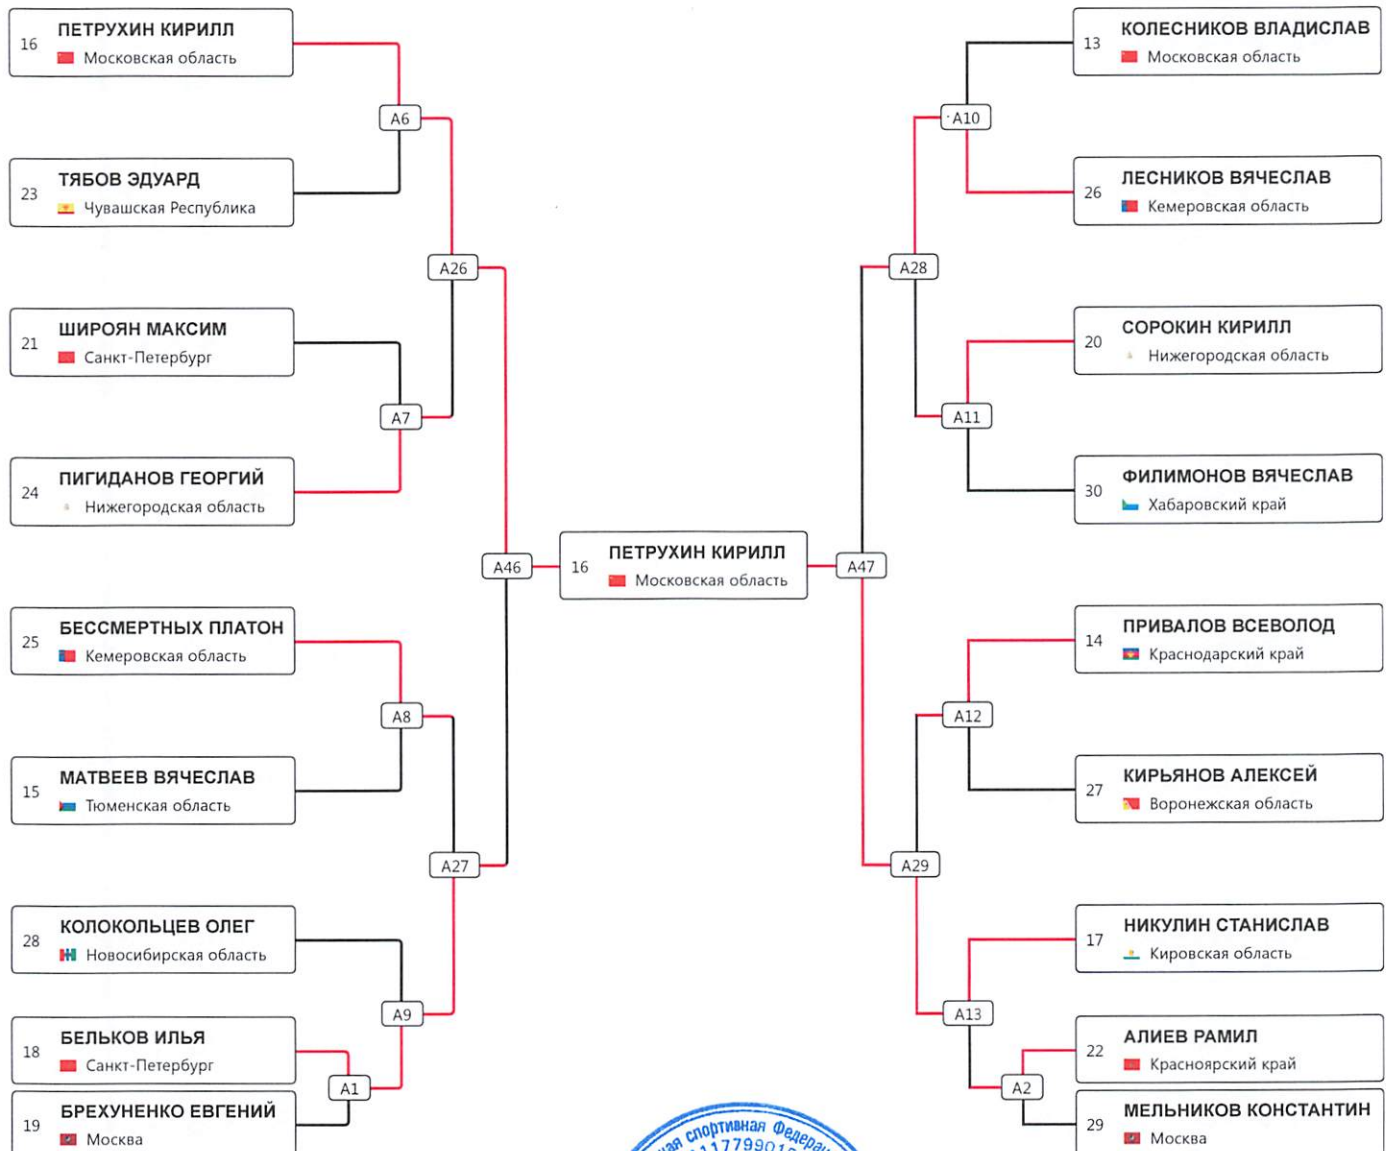 16
ПЕТРУХИН КИРИЛЛ
Московская область
23
ТЯБОВ ЭДУАРД
Чувашская Республика
21
ШИРОЯН МАКСИМ
Санкт-Петербург
24
ПИГИДАНОВ ГЕОРГИЙ
Нижегородская область
25
БЕССМЕРТНЫХ ПЛАТОН
Кемеровская область
15
МАТВЕЕВ ВЯЧЕСЛАВ
Тюменская область
28
КОЛОКОЛЬЦЕВ ОЛЕГ
Новосибирская область
18
БЕЛЬКОВ ИЛЬЯ
Санкт-Петербург
19
БРЕХУНЕНКО ЕВГЕНИЙ
Москва
A6
A7
A8
A9
A1
A26
A27
A46
16
ПЕТРУХИН КИРИЛЛ
Московская область
A47
A28
A29
A10
A11
A12
A13
A2
13
КОЛЕСНИКОВ ВЛАДИСЛАВ
Московская область
26
ЛЕСНИКОВ ВЯЧЕСЛАВ
Кемеровская область
20
СОРОКИН КИРИЛЛ
Нижегородская область
30
ФИЛИМОНОВ ВЯЧЕСЛАВ
Хабаровский край
14
ПРИВАЛОВ ВСЕВОЛОД
Краснодарский край
27
КИРЬЯНОВ АЛЕКСЕЙ
Воронежская область
17
НИКУЛИН СТАНИСЛАВ
Кировская область
22
АЛИЕВ РАМИЛ
Красноярский край
29
МЕЛЬНИКОВ КОНСТАНТИН
Москва
спортивная